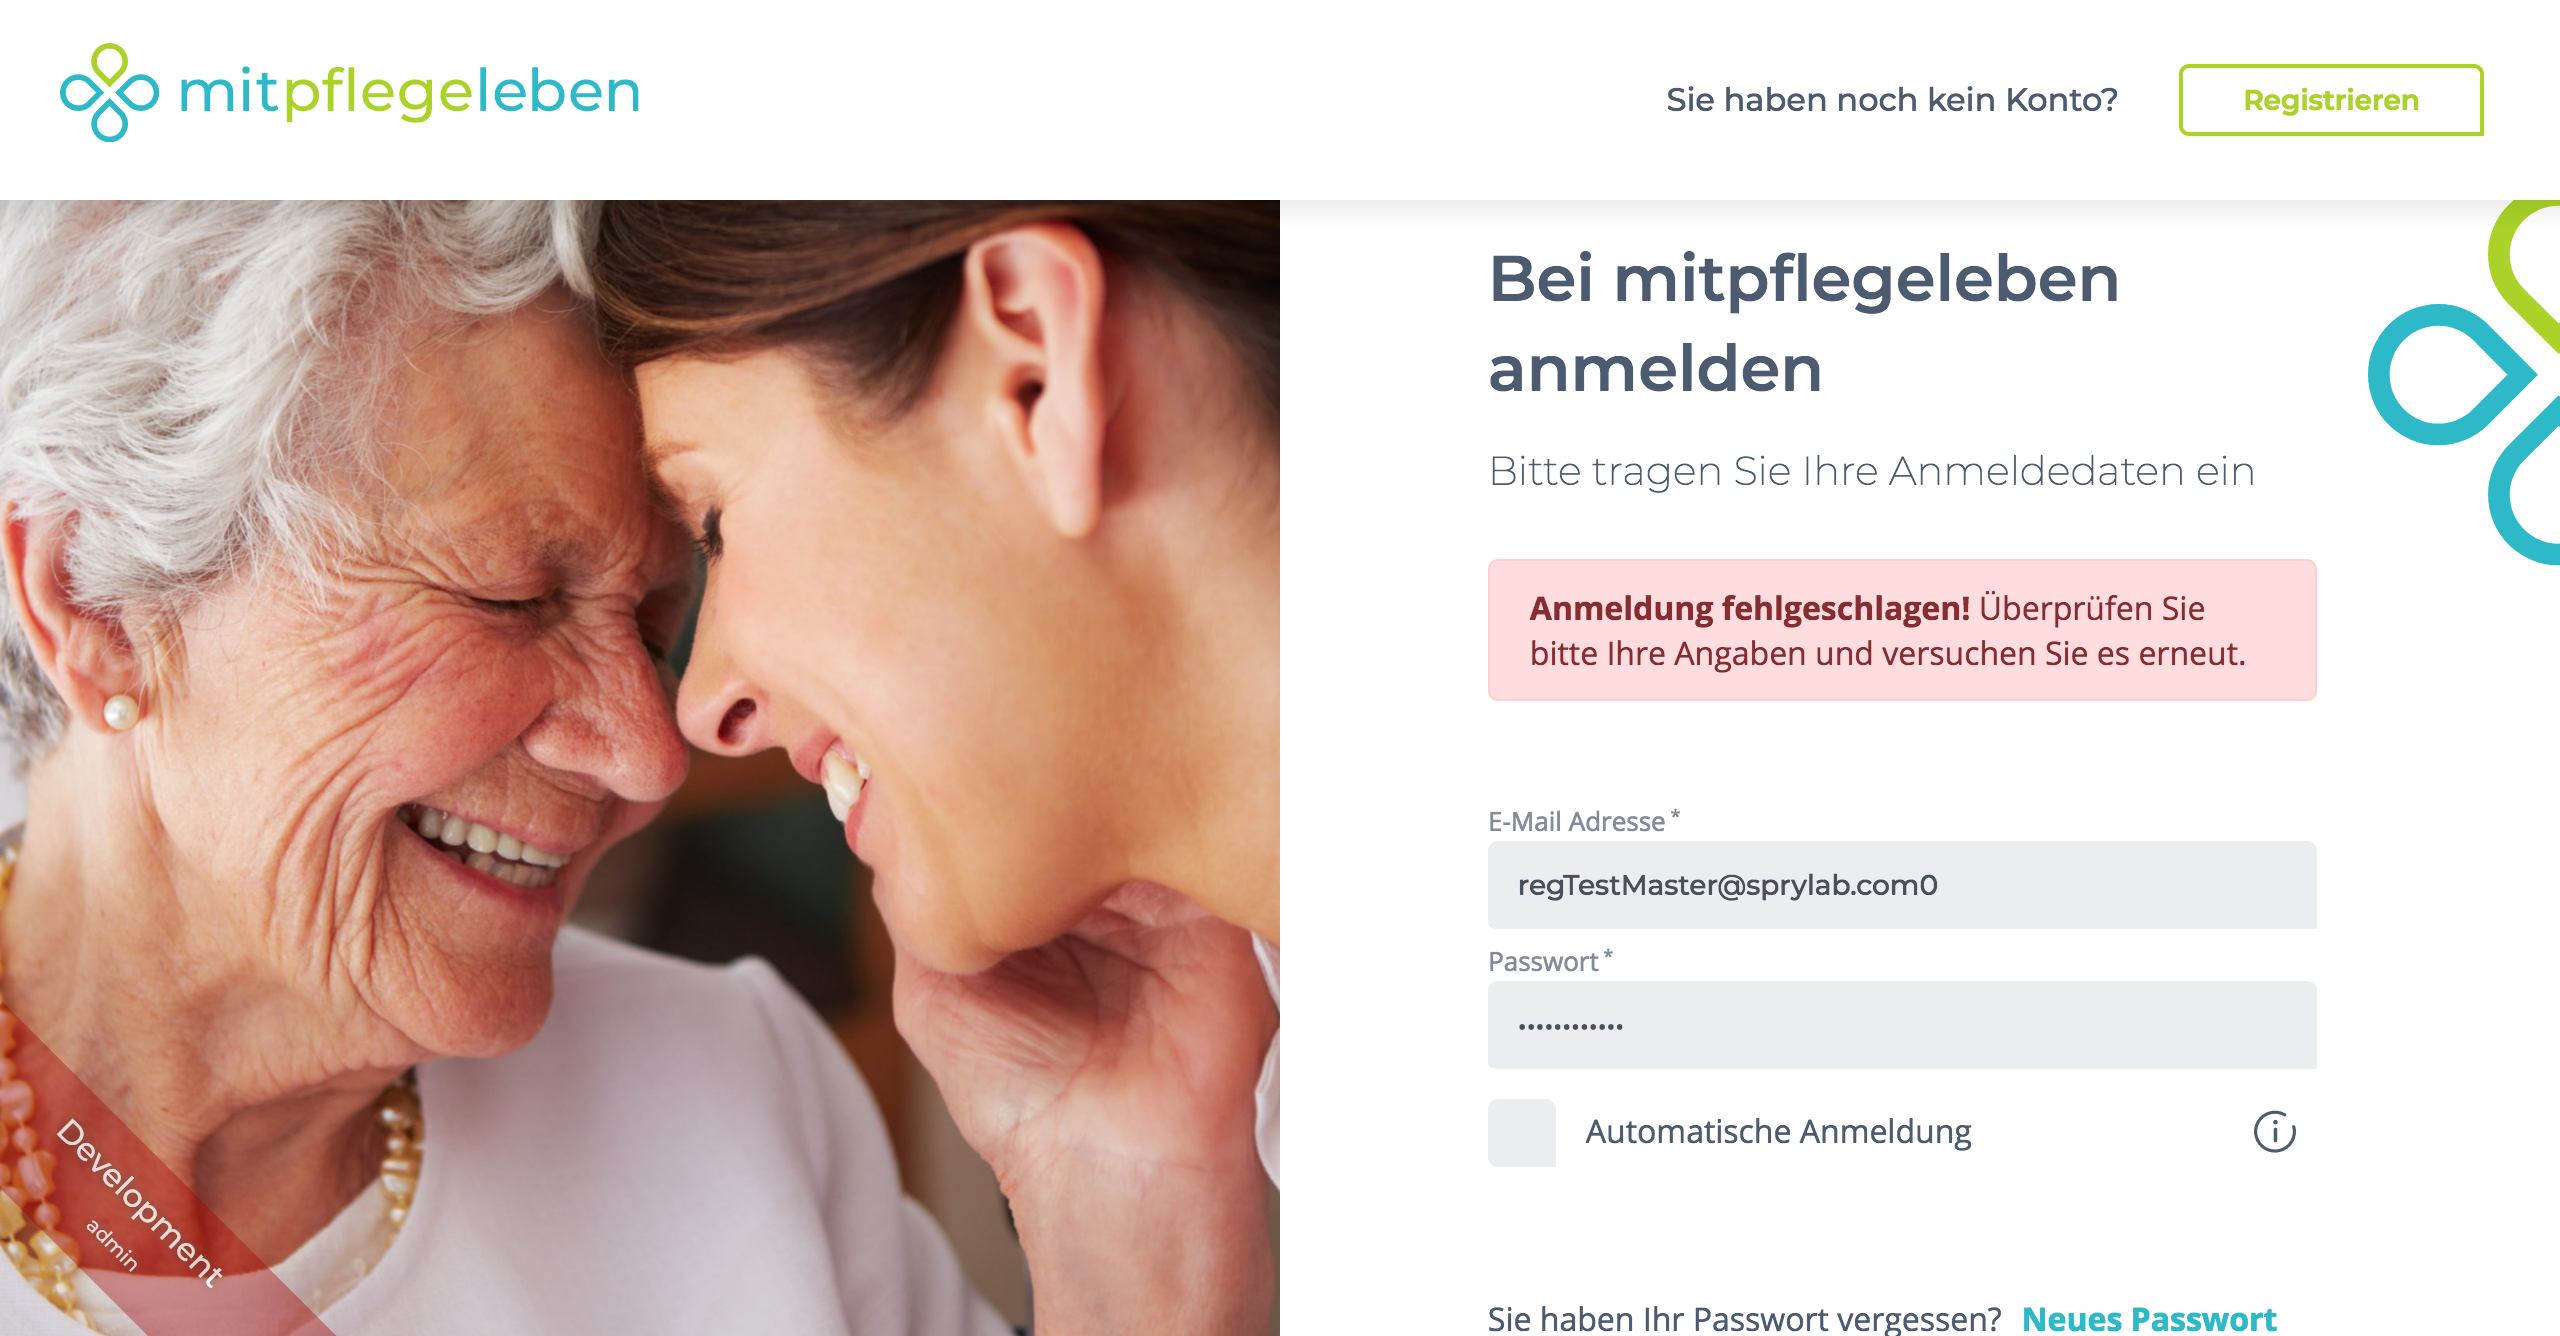 mitpflegeleben
Sie haben noch kein Konto?
Registrieren
Bei mitpflegeleben
anmelden
Bitte tragen Sie Ihre Anmeldedaten ein
Anmeldung fehlgeschlagen! Überprüfen Sie
bitte Ihre Angaben und versuchen Sie es erneut.
E-Mail Adresse *
regTestMaster@sprylab.com0
Passwort *
••••••••••••
Automatische Anmeldung
Sie haben Ihr Passwort vergessen? Neues Passwort
Development
admin